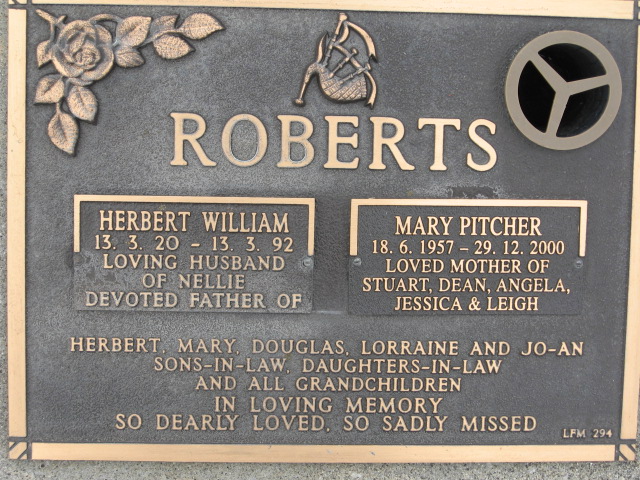 ROBERTS
HERBERT WILLIAM
13. 3. 20 - 13. 3. 92
LOVING HUSBAND
OF NELLIE
DEVOTED FATHER OF
MARY PITCHER
18. 6. 1957 - 29. 12. 2000
LOVED MOTHER OF
STUART, DEAN, ANGELA,
JESSICA & LEIGH
HERBERT, MARY, DOUGLAS, LORRAINE AND JO-AN
SONS-IN-LAW, DAUGHTERS-IN-LAW
AND ALL GRANDCHILDREN
IN LOVING MEMORY
SO DEARLY LOVED, SO SADLY MISSED
LFM 294